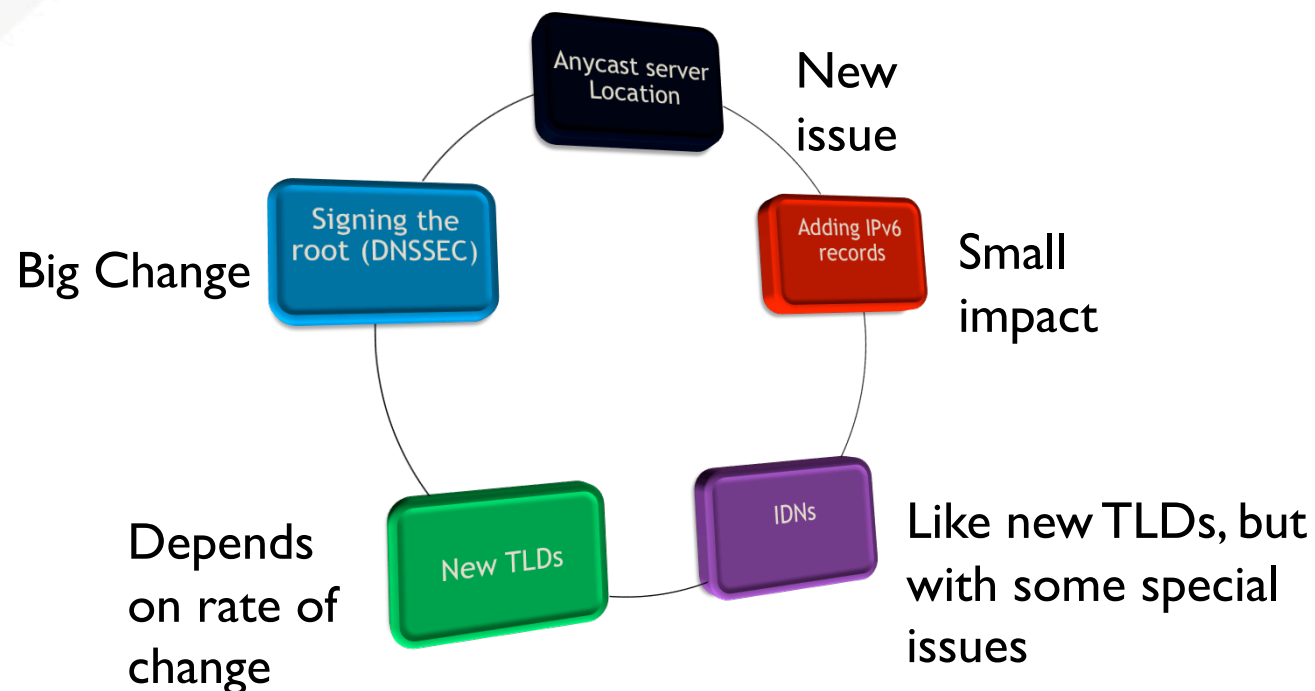 Anycast server
Location
New
issue
Adding IPv6
records
Small
impact
IDNs
Like new TLDs, but
with some special
issues
New TLDs
Depends
on rate of
change
Signing the
root (DNSSEC)
Big Change